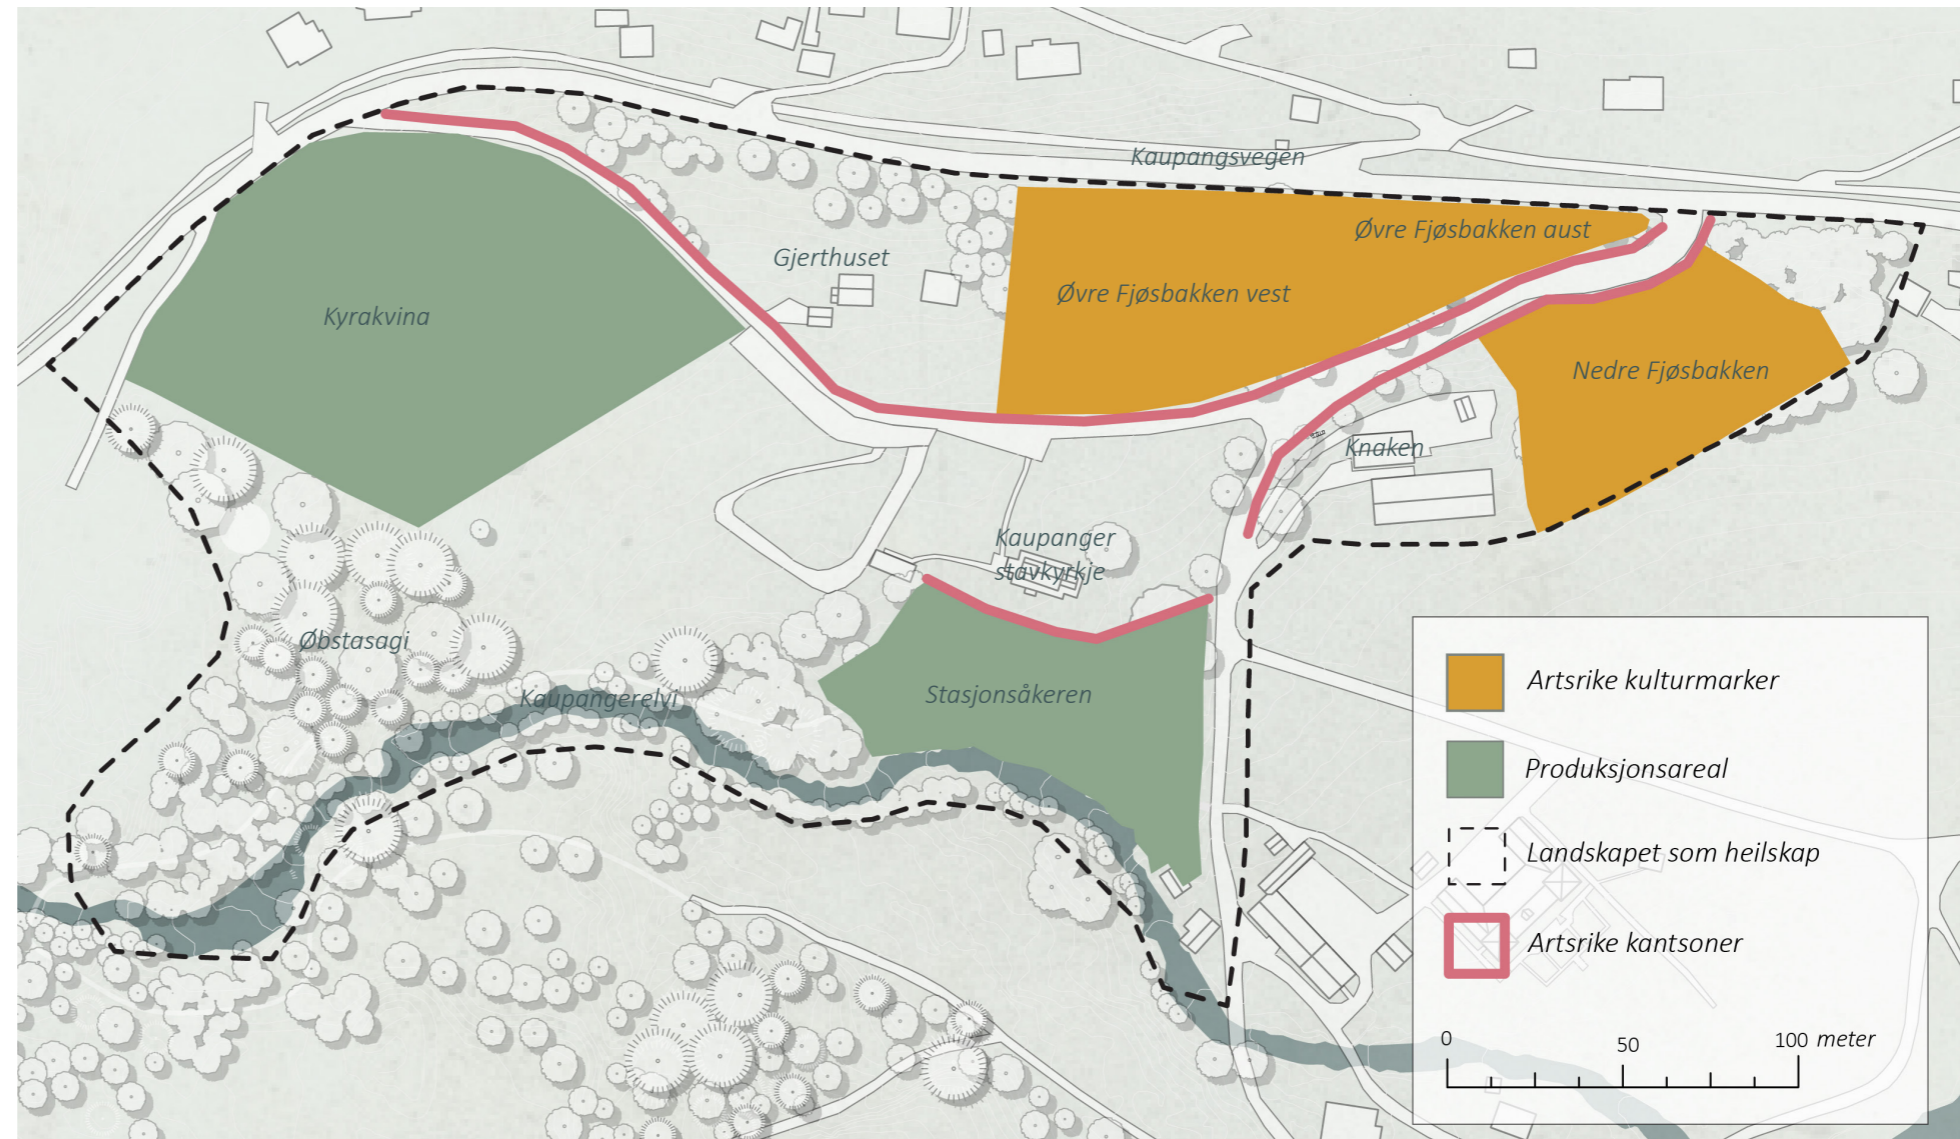 Kaupangsvegen
Øvre Fjøsbakken aust
Gjerthuset
Øvre Fjøsbakken vest
Kyrakvina
Nedre Fjøsbakken
Knaken
Kaupanger
stavkyrkje
Øbstasagi
Kaupangerelvi
Stasjonsåkeren
Artsrike kulturmarker
Produksjonsareal
Landskapet som heilskap
Artsrike kantsoner
0 50 100 meter